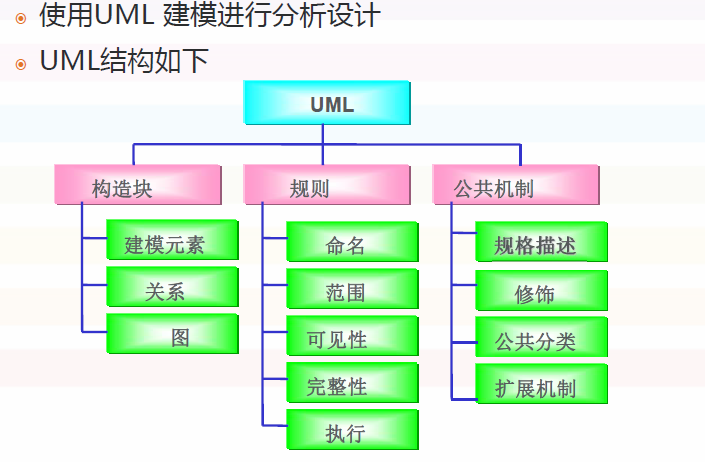 使用UML 建模进行分析设计
UML结构如下
UML
构造块
规则
公共机制
建模元素
关系
图
命名
范围
可见性
完整性
执行
规格描述
修饰
公共分类
扩展机制